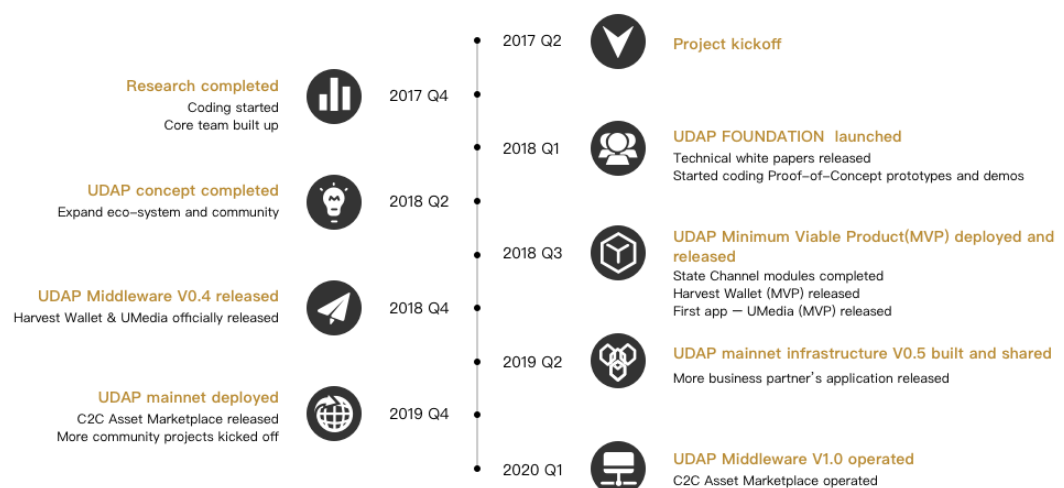 2017 Q2
Project kickoff
Research completed
Coding started
Core team built up
2017 Q4
2018 Q1
UDAP FOUNDATION launched
Technical white papers released
Started coding Proof-of-Concept prototypes and demos
UDAP concept completed
Expand eco-system and community
2018 Q2
2018 Q3
UDAP Minimum Viable Product(MVP) deployed and
released
State Channel modules completed
Harvest Wallet (MVP) released
First app — UMedia (MVP) released
UDAP Middleware V0.4 released
Harvest Wallet & UMedia officially released
2018 Q4
2019 Q2
UDAP mainnet infrastructure V0.5 built and shared
More business partner's application released
UDAP mainnet deployed
C2C Asset Marketplace released
More community projects kicked off
2019 Q4
2020 Q1
UDAP Middleware V1.0 operated
C2C Asset Marketplace operated